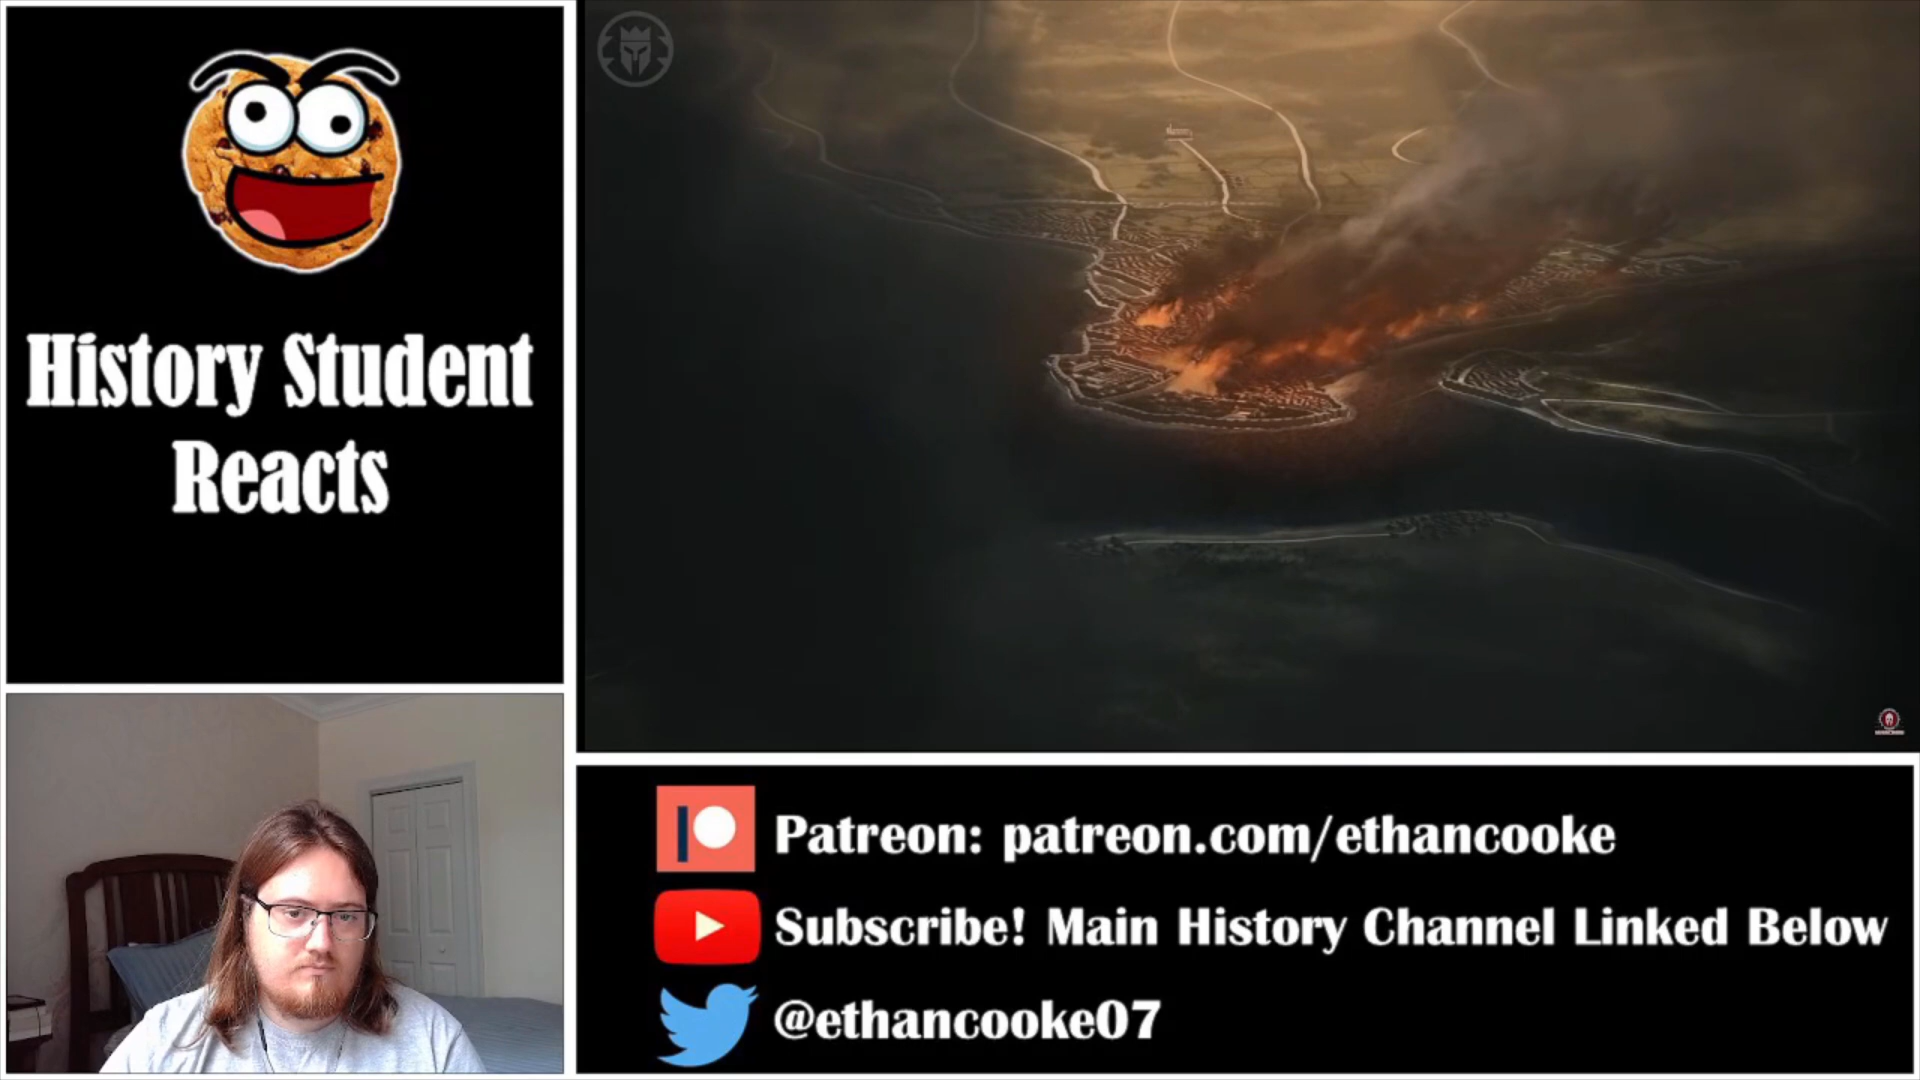 History Student
Reacts
Patreon: patreon.com/ethancooke
Subscribe! Main History Channel Linked Below
@ethancooke07